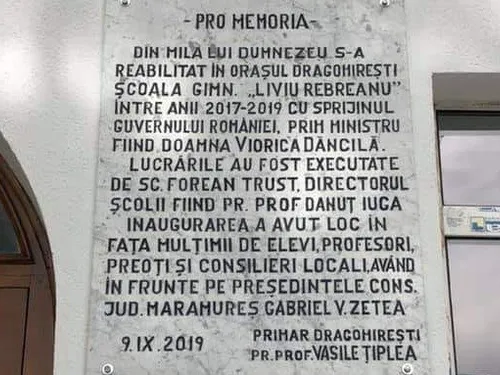 - PRO MEMORIA -
DIN MILA LUI DUMNEZEU S-A
REABILITAT ÎN ORAȘUL DRAGOMIREȘTI
ȘCOALA GIMN. „LIVIU REBREANU"
ÎNTRE ANII 2017-2019 CU SPRIJINUL
GUVERNULUI ROMÂNIEI, PRIM MINISTRU
FIIND DOAMNA VIORICA DĂNCILĂ.
LUCRĂRILE AU FOST EXECUTATE
DE SC. FOREAN TRUST, DIRECTORUL
ȘCOLII FIIND PR. PROF DANUȚ IUGA
INAUGURAREA A AVUT LOC ÎN
FAȚA MULȚIMII DE ELEVI, PROFESORI,
PREOȚI ȘI CONSILIERI LOCALI, AVÂND
ÎN FRUNTE PE PREȘEDINTELE CONS.
JUD. MARAMUREȘ GABRIEL V. ZETEA
9.IX.2019
PRIMAR DRAGOMIREȘTI
PR. PROF. VASILE ȚIPLEA